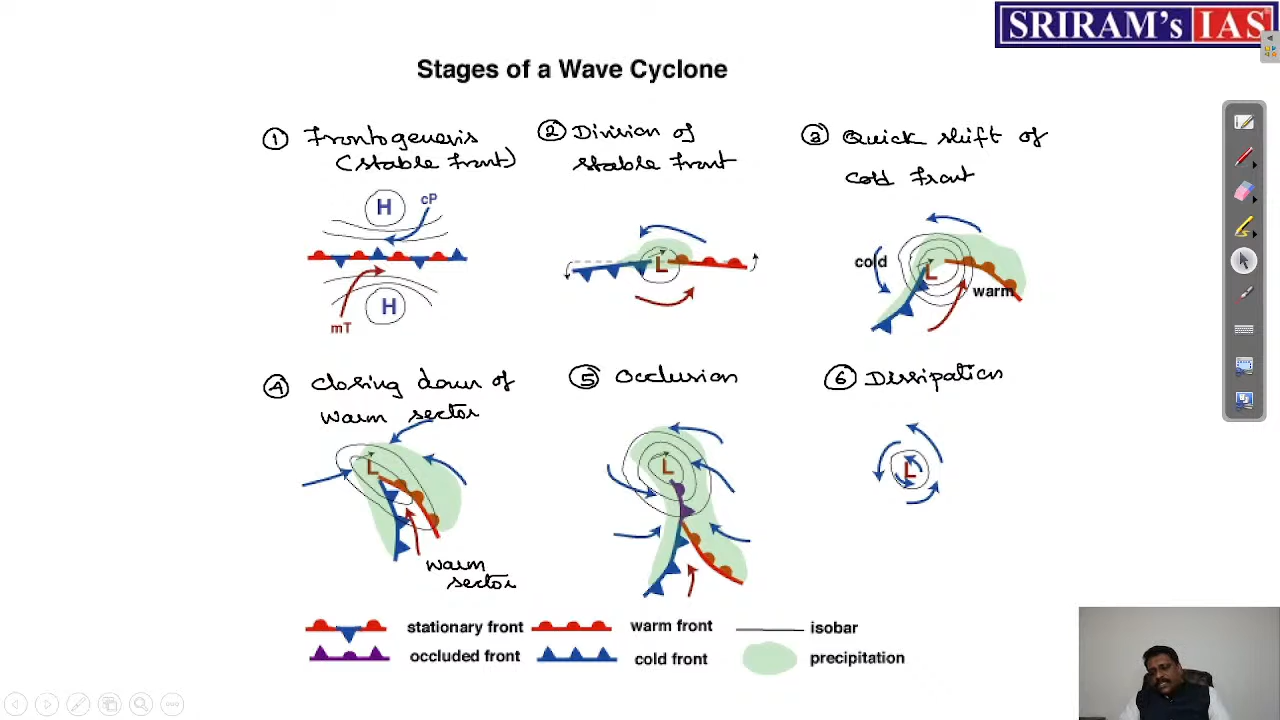 SRIRAM's IAS
Stages of a Wave Cyclone
① Frontogenesis
(stable front)
② Division of
stable front
③ Quick shift of
cold front
H
cP
H
mT
L
cold
L
warm
④ Closing down of
warm sector
L
warm
sector
⑤ Occlusion
L
⑥ Dissipation
L
stationary front
warm front
isobar
occluded front
cold front
precipitation